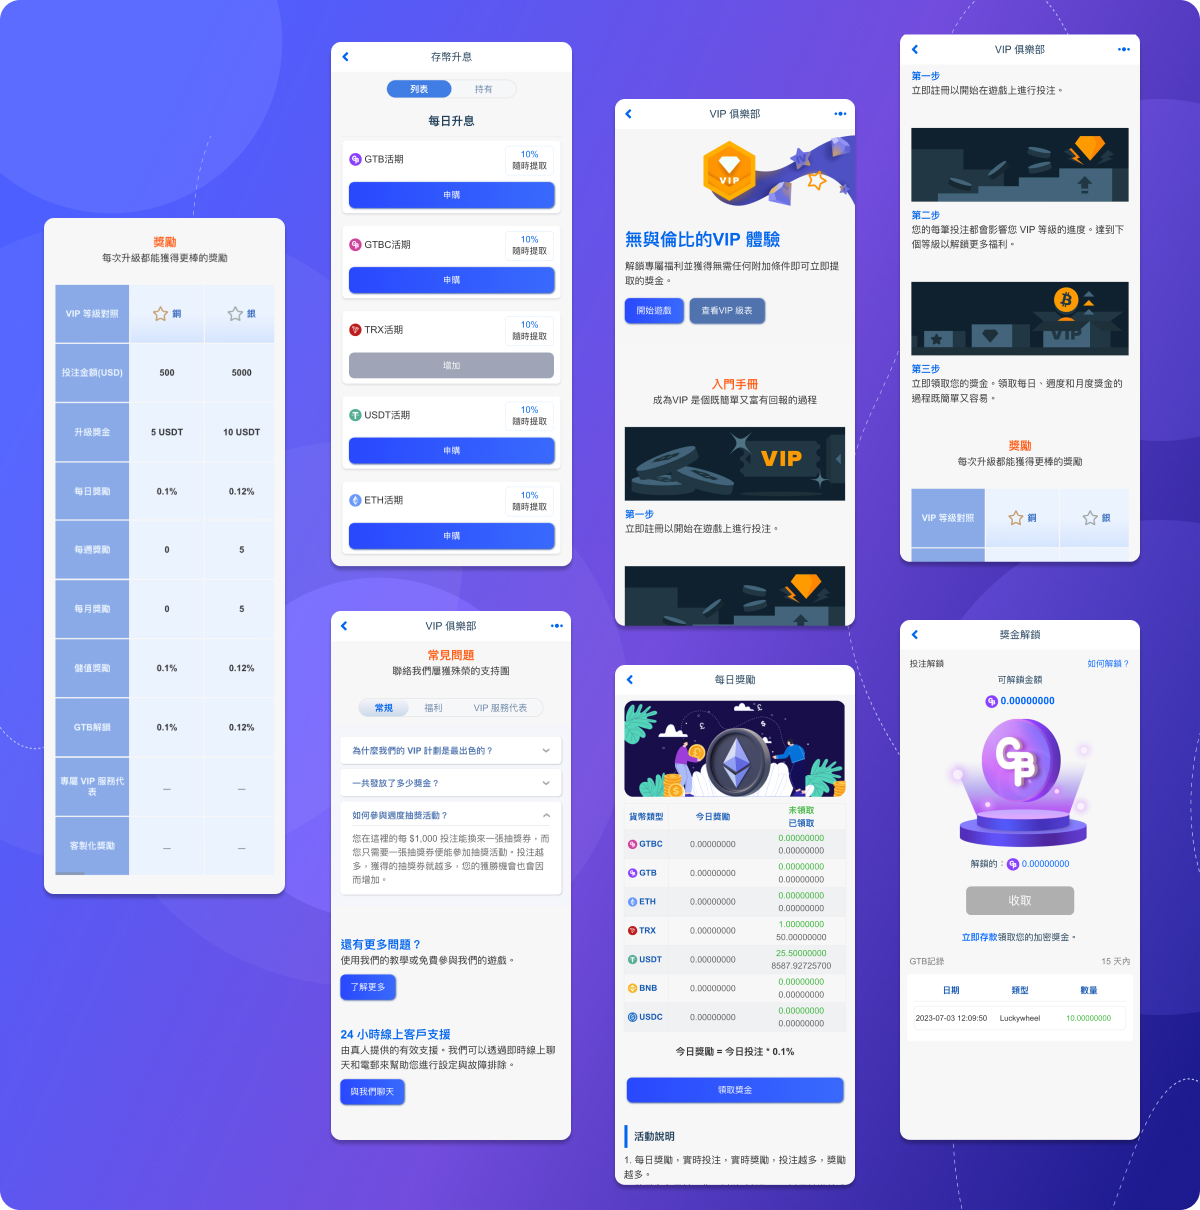 獎勵
每次升級都能獲得更棒的獎勵
VIP 等級對照 銅 銀
投注金額(USD) 500 5000
升級獎金 5 USDT 10 USDT
每日獎勵 0.1% 0.12%
每週獎勵 0 5
每月獎勵 0 5
儲值獎勵 0.1% 0.12%
GTB解鎖 0.1% 0.12%
專屬 VIP 服務代
表 — —
客製化獎勵 — —
存幣升息
列表 持有
每日升息
GTB活期 10%
隨時提取
申購
GTBC活期 10%
隨時提取
申購
TRX活期 10%
隨時提取
增加
USDT活期 10%
隨時提取
申購
ETH活期 10%
隨時提取
申購
VIP 俱樂部
常見問題
聯絡我們屢獲殊榮的支持團
常規 福利 VIP 服務代表
為什麼我們的 VIP 計劃是最出色的？
一共發放了多少獎金？
如何參與週度抽獎活動？
您在這裡的每 $1,000 投注能換來一張抽獎券，而
您只需要一張抽獎券便能參加抽獎活動。投注越
多，獲得的抽獎券就越多，您的獲勝機會也會因
而增加。
還有更多問題？
使用我們的教學或免費參與我們的遊戲。
了解更多
24 小時線上客戶支援
由真人提供的有效支援。我們可以透過即時線上聊
天和電郵來幫助您進行設定與故障排除。
與我們聊天
VIP 俱樂部
VIP
無與倫比的VIP 體驗
解鎖專屬福利並獲得無需任何附加條件即可立即提
取的獎金。
開始遊戲 查看VIP 級表
入門手冊
成為VIP 是個既簡單又富有回報的過程
VIP
第一步
立即註冊以開始在遊戲上進行投注。
每日獎勵
貨幣類型 今日獎勵 未領取
已領取
GTBC 0.00000000 0.00000000
0.00000000
GTB 0.00000000 0.00000000
0.00000000
ETH 0.00000000 0.00000000
0.00000000
TRX 0.00000000 1.00000000
50.00000000
USDT 0.00000000 25.50000000
8587.92725700
BNB 0.00000000 0.00000000
0.00000000
USDC 0.00000000 0.00000000
0.00000000
今日獎勵 = 今日投注 * 0.1%
領取獎金
活動說明
1. 每日獎勵，實時投注，實時獎勵，投注越多，獎勵
越多。
VIP 俱樂部
第一步
立即註冊以開始在遊戲上進行投注。
第二步
您的每筆投注都會影響您 VIP 等級的進度。達到下
個等級以解鎖更多福利。
VIP
第三步
立即領取您的獎金。領取每日、週度和月度獎金的
過程既簡單又容易。
獎勵
每次升級都能獲得更棒的獎勵
VIP 等級對照 銅 銀
獎金解鎖
投注解鎖 如何解鎖？
可解鎖金額
0.00000000
解鎖的： 0.00000000
收取
立即存款領取您的加密獎金。
GTB記錄 15 天內
日期 類型 數量
2023-07-03 12:09:50 Luckywheel 10.00000000